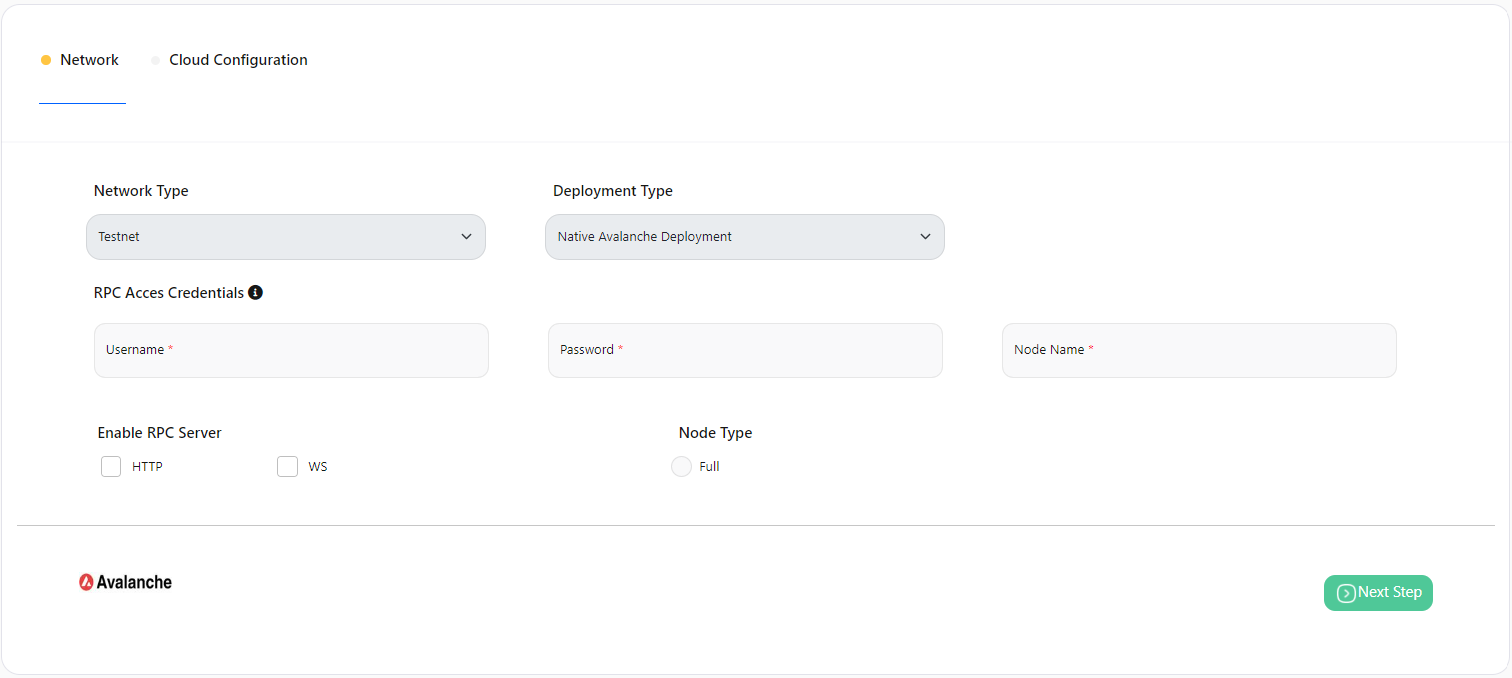 Network Cloud Configuration
Network Type Deployment Type
Testnet Native Avalanche Deployment
RPC Acces Credentials
Username * Password * Node Name *
Enable RPC Server Node Type
HTTP WS Full
Avalanche
Next Step